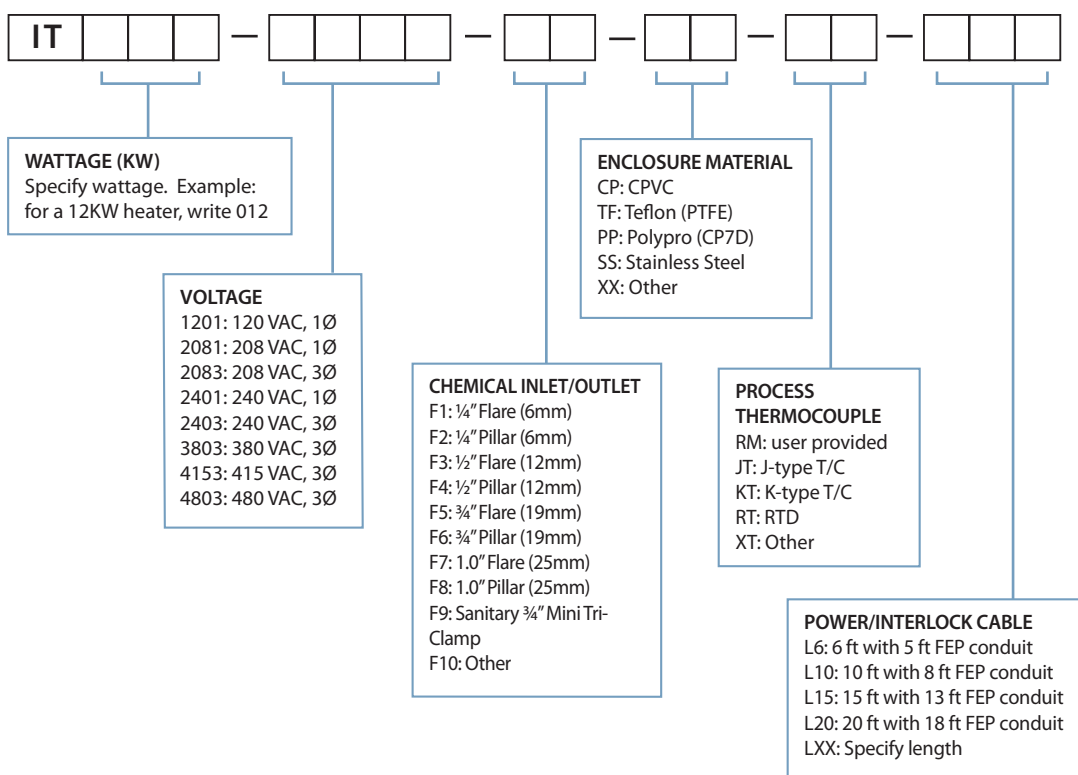 IT
WATTAGE (KW)
Specify wattage. Example:
for a 12KW heater, write 012
VOLTAGE
1201: 120 VAC, 1Ø
2081: 208 VAC, 1Ø
2083: 208 VAC, 3Ø
2401: 240 VAC, 1Ø
2403: 240 VAC, 3Ø
3803: 380 VAC, 3Ø
4153: 415 VAC, 3Ø
4803: 480 VAC, 3Ø
CHEMICAL INLET/OUTLET
F1: ¼" Flare (6mm)
F2: ¼" Pillar (6mm)
F3: ½" Flare (12mm)
F4: ½" Pillar (12mm)
F5: ¾" Flare (19mm)
F6: ¾" Pillar (19mm)
F7: 1.0" Flare (25mm)
F8: 1.0" Pillar (25mm)
F9: Sanitary ¾" Mini Tri-
Clamp
F10: Other
ENCLOSURE MATERIAL
CP: CPVC
TF: Teflon (PTFE)
PP: Polypro (CP7D)
SS: Stainless Steel
XX: Other
PROCESS
THERMOCOUPLE
RM: user provided
JT: J-type T/C
KT: K-type T/C
RT: RTD
XT: Other
POWER/INTERLOCK CABLE
L6: 6 ft with 5 ft FEP conduit
L10: 10 ft with 8 ft FEP conduit
L15: 15 ft with 13 ft FEP conduit
L20: 20 ft with 18 ft FEP conduit
LXX: Specify length